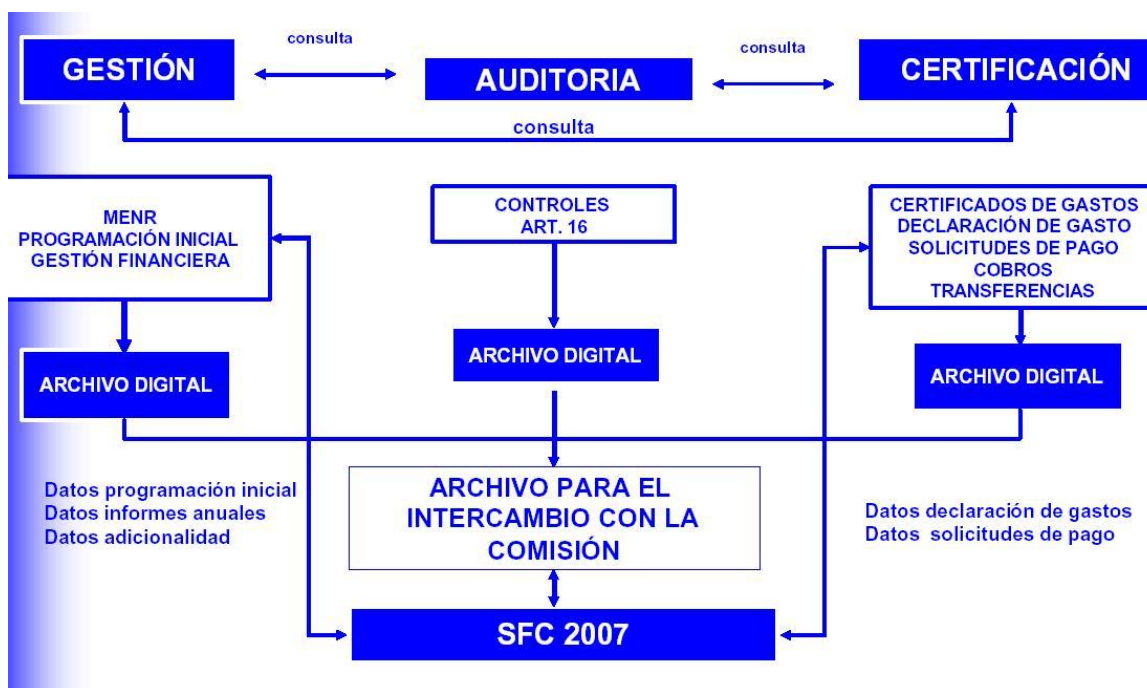 consulta
consulta
GESTIÓN
AUDITORIA
CERTIFICACIÓN
consulta
MENR
PROGRAMACIÓN INICIAL
GESTIÓN FINANCIERA
CONTROLES
ART. 16
CERTIFICADOS DE GASTOS
DECLARACIÓN DE GASTO
SOLICITUDES DE PAGO
COBROS
TRANSFERENCIAS
ARCHIVO DIGITAL
ARCHIVO DIGITAL
ARCHIVO DIGITAL
Datos programación inicial
Datos informes anuales
Datos adicionalidad
ARCHIVO PARA EL
INTERCAMBIO CON LA
COMISIÓN
Datos declaración de gastos
Datos solicitudes de pago
SFC 2007